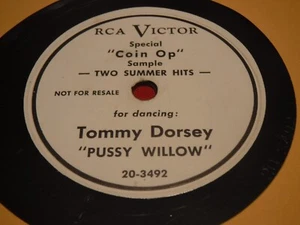 RCA VICTOR
Special
"Coin Op"
Sample
— TWO SUMMER HITS —
NOT FOR RESALE
for dancing:
Tommy Dorsey
"PUSSY WILLOW"
20-3492